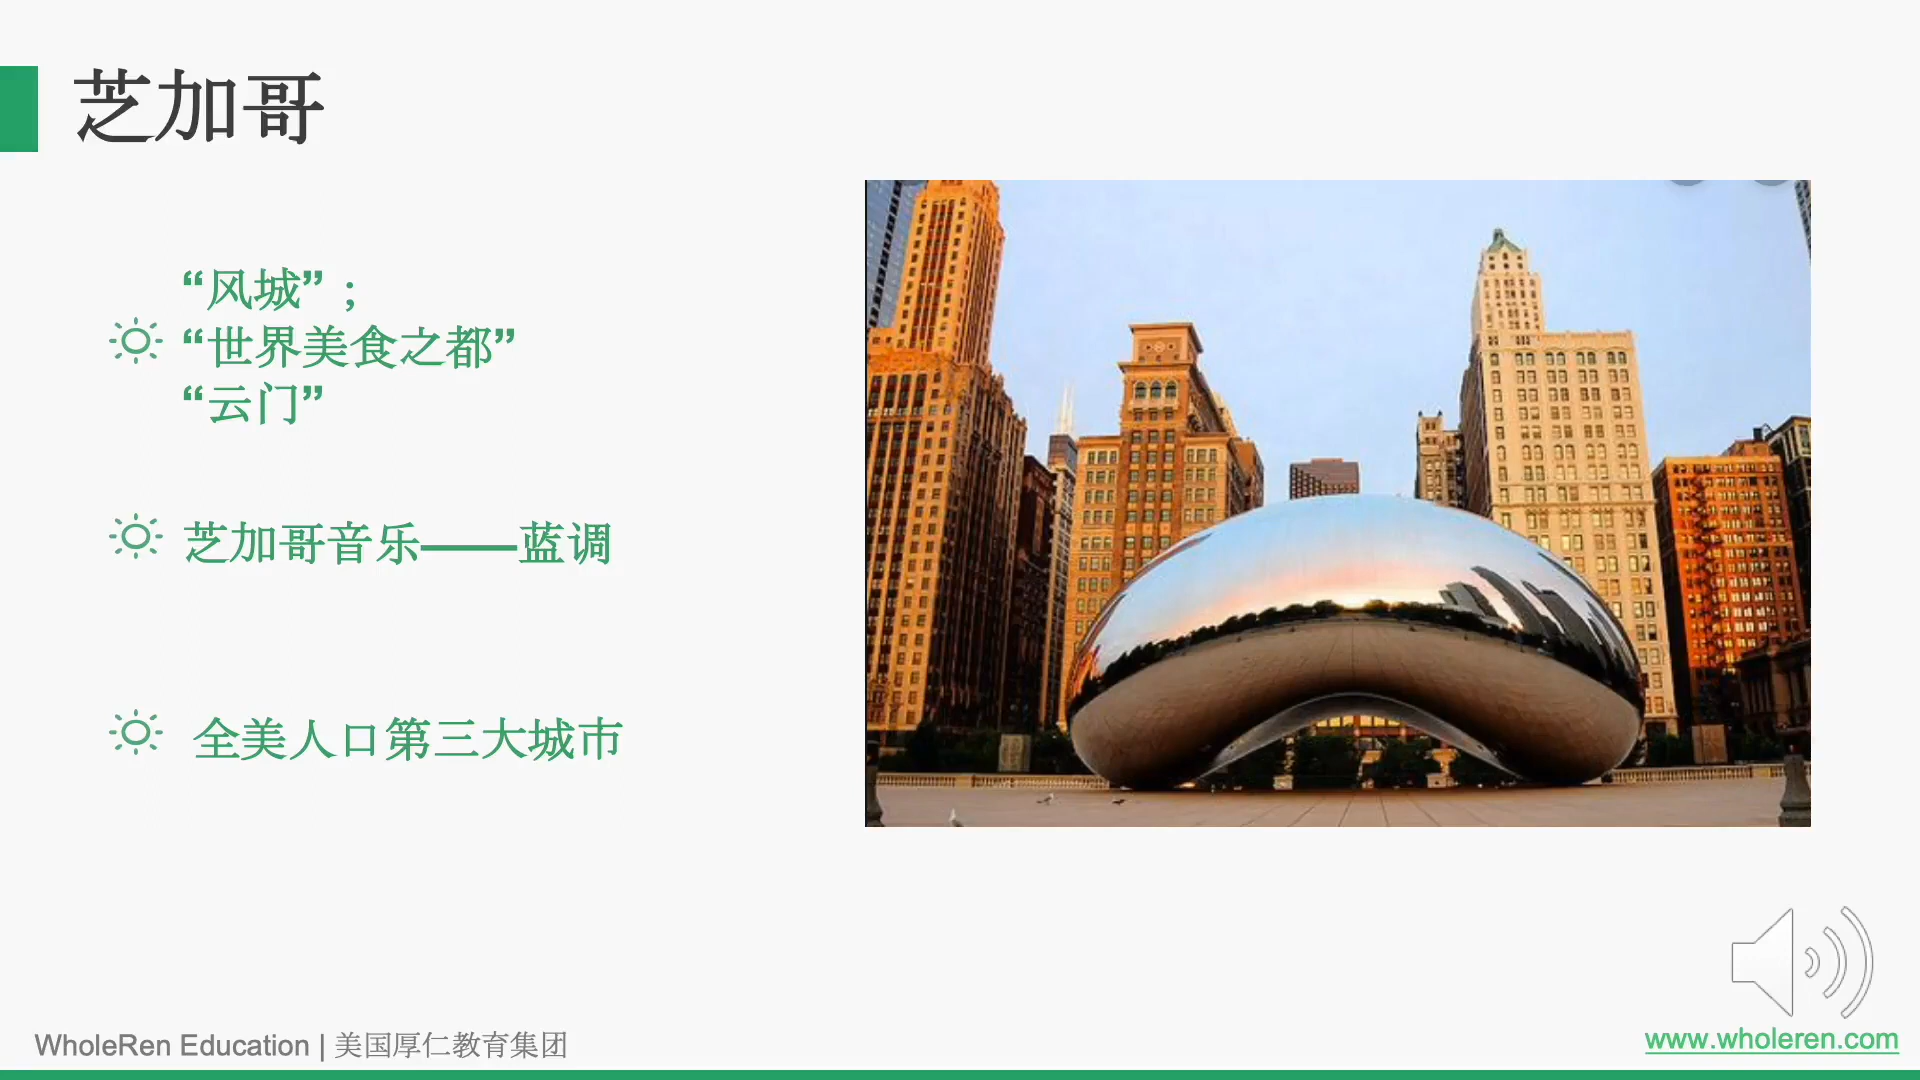 芝加哥
“风城”；
“世界美食之都”
“云门”
芝加哥音乐——蓝调
全美人口第三大城市
WholeRen Education | 美国厚仁教育集团
www.wholeren.com